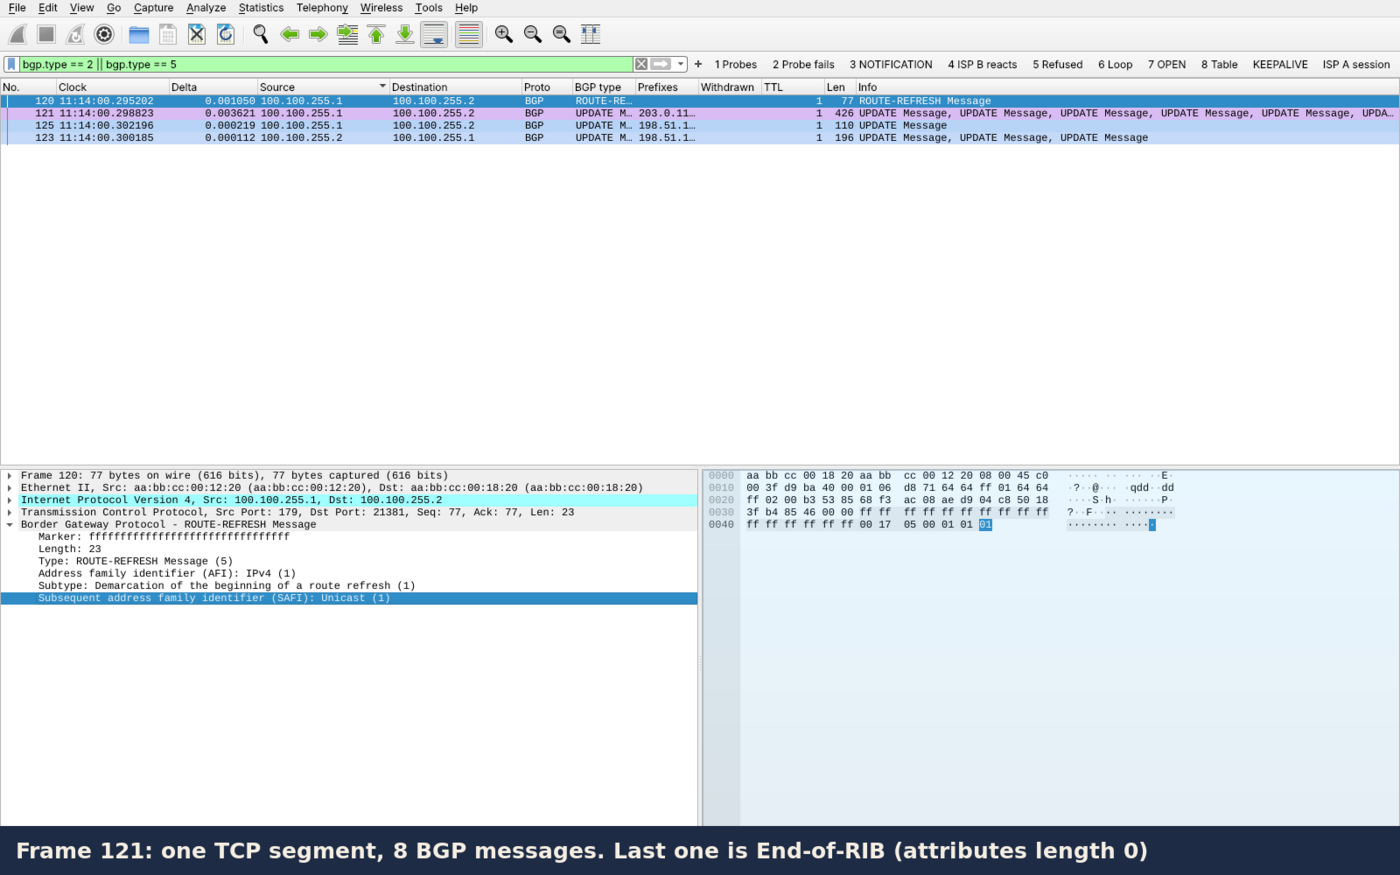 File Edit View Go Capture Analyze Statistics Telephony Wireless Tools Help
bgp.type == 2 || bgp.type == 5 + 1 Probes 2 Probe fails 3 NOTIFICATION 4 ISP B reacts 5 Refused 6 Loop 7 OPEN 8 Table KEEPALIVE ISP A session
No. Clock Delta Source Destination Proto BGP type Prefixes Withdrawn TTL Len Info
120 11:14:00.295202 0.001050 100.100.255.1 100.100.255.2 BGP ROUTE-RE… 1 77 ROUTE-REFRESH Message
121 11:14:00.298823 0.003621 100.100.255.1 100.100.255.2 BGP UPDATE M… 203.0.11… 1 426 UPDATE Message, UPDATE Message, UPDATE Message, UPDATE Message, UPDATE Message, UPDA…
125 11:14:00.302196 0.000219 100.100.255.1 100.100.255.2 BGP UPDATE M… 198.51.1… 1 110 UPDATE Message
123 11:14:00.300185 0.000112 100.100.255.2 100.100.255.1 BGP UPDATE M… 198.51.1… 1 196 UPDATE Message, UPDATE Message, UPDATE Message
Frame 120: 77 bytes on wire (616 bits), 77 bytes captured (616 bits)
Ethernet II, Src: aa:bb:cc:00:12:20 (aa:bb:cc:00:12:20), Dst: aa:bb:cc:00:18:20 (aa:bb:cc:00:18:20)
Internet Protocol Version 4, Src: 100.100.255.1, Dst: 100.100.255.2
Transmission Control Protocol, Src Port: 179, Dst Port: 21381, Seq: 77, Ack: 77, Len: 23
Border Gateway Protocol - ROUTE-REFRESH Message
Marker: ffffffffffffffffffffffffffffffff
Length: 23
Type: ROUTE-REFRESH Message (5)
Address family identifier (AFI): IPv4 (1)
Subtype: Demarcation of the beginning of a route refresh (1)
Subsequent address family identifier (SAFI): Unicast (1)
0000 aa bb cc 00 18 20 aa bb cc 00 12 20 08 00 45 c0 ····· ·· ··· ··E·
0010 00 3f d9 ba 40 00 01 06 d8 71 64 64 ff 01 64 64 ·?··@··· ·qdd··dd
0020 ff 02 00 b3 53 85 68 f3 ac 08 ae d9 04 c8 50 18 ····S·h· ······P·
0030 3f b4 85 46 00 00 ff ff ff ff ff ff ff ff ff ff ?··F···· ········
0040 ff ff ff ff ff ff 00 17 05 00 01 01 01 ········ ·····
Frame 121: one TCP segment, 8 BGP messages. Last one is End-of-RIB (attributes length 0)